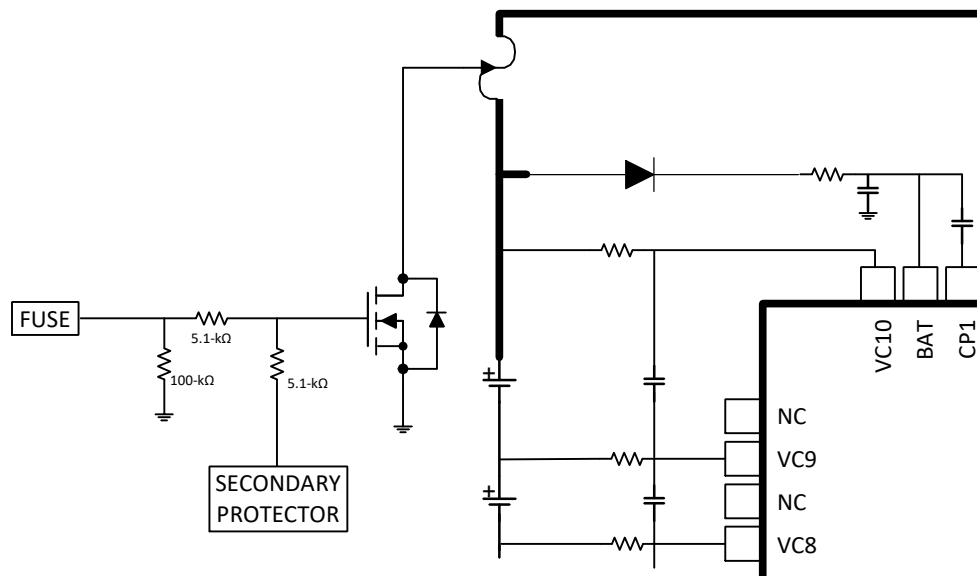 FUSE
5.1-kΩ
100-kΩ
5.1-kΩ
SECONDARY
PROTECTOR
+
+
VC10
BAT
CP1
NC
VC9
NC
VC8